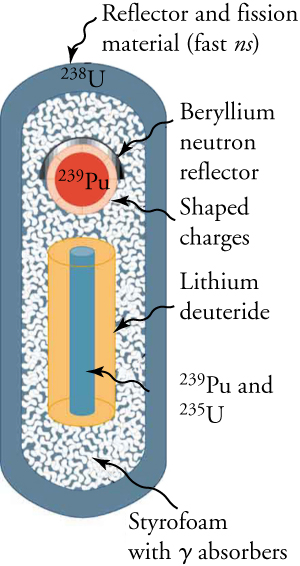 Reflector and fission
material (fast ns)
²³⁸U
Beryllium
neutron
reflector
²³⁹Pu
Shaped
charges
Lithium
deuteride
²³⁹Pu and
²³⁵U
Styrofoam
with γ absorbers